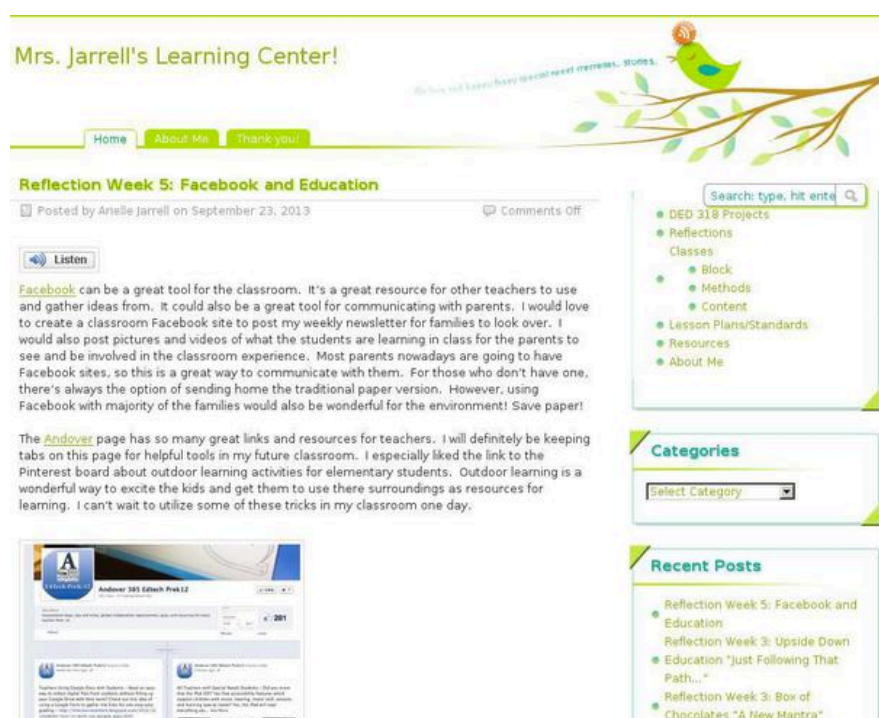 Mrs. Jarrell's Learning Center!
special need memories, stories,
Home
About Me
Thank you!
Reflection Week 5: Facebook and Education
Posted by Arielle Jarrell on September 23, 2013
Comments Off
Listen
Facebook can be a great tool for the classroom. It's a great resource for other teachers to use
and gather ideas from. It could also be a great tool for communicating with parents. I would love
to create a classroom Facebook site to post my weekly newsletter for families to look over. I
would also post pictures and videos of what the students are learning in class for the parents to
see and be involved in the classroom experience. Most parents nowadays are going to have
Facebook sites, so this is a great way to communicate with them. For those who don't have one,
there's always the option of sending home the traditional paper version. However, using
Facebook with majority of the families would also be wonderful for the environment! Save paper!
The Andover page has so many great links and resources for teachers. I will definitely be keeping
tabs on this page for helpful tools in my future classroom. I especially liked the link to the
Pinterest board about outdoor learning activities for elementary students. Outdoor learning is a
wonderful way to excite the kids and get them to use there surroundings as resources for
learning. I can't wait to utilize some of these tricks in my classroom one day.
A
Andover 385 Edtech Prek12
281
Search: type, hit ente
DED 318 Projects
Reflections
Classes
Block
Methods
Content
Lesson Plans/Standards
Resources
About Me
Categories
Select Category
Recent Posts
Reflection Week 5: Facebook and
Education
Reflection Week 3: Upside Down
Education "Just Following That
Path..."
Reflection Week 3: Box of
Chocolates "A New Mantra"